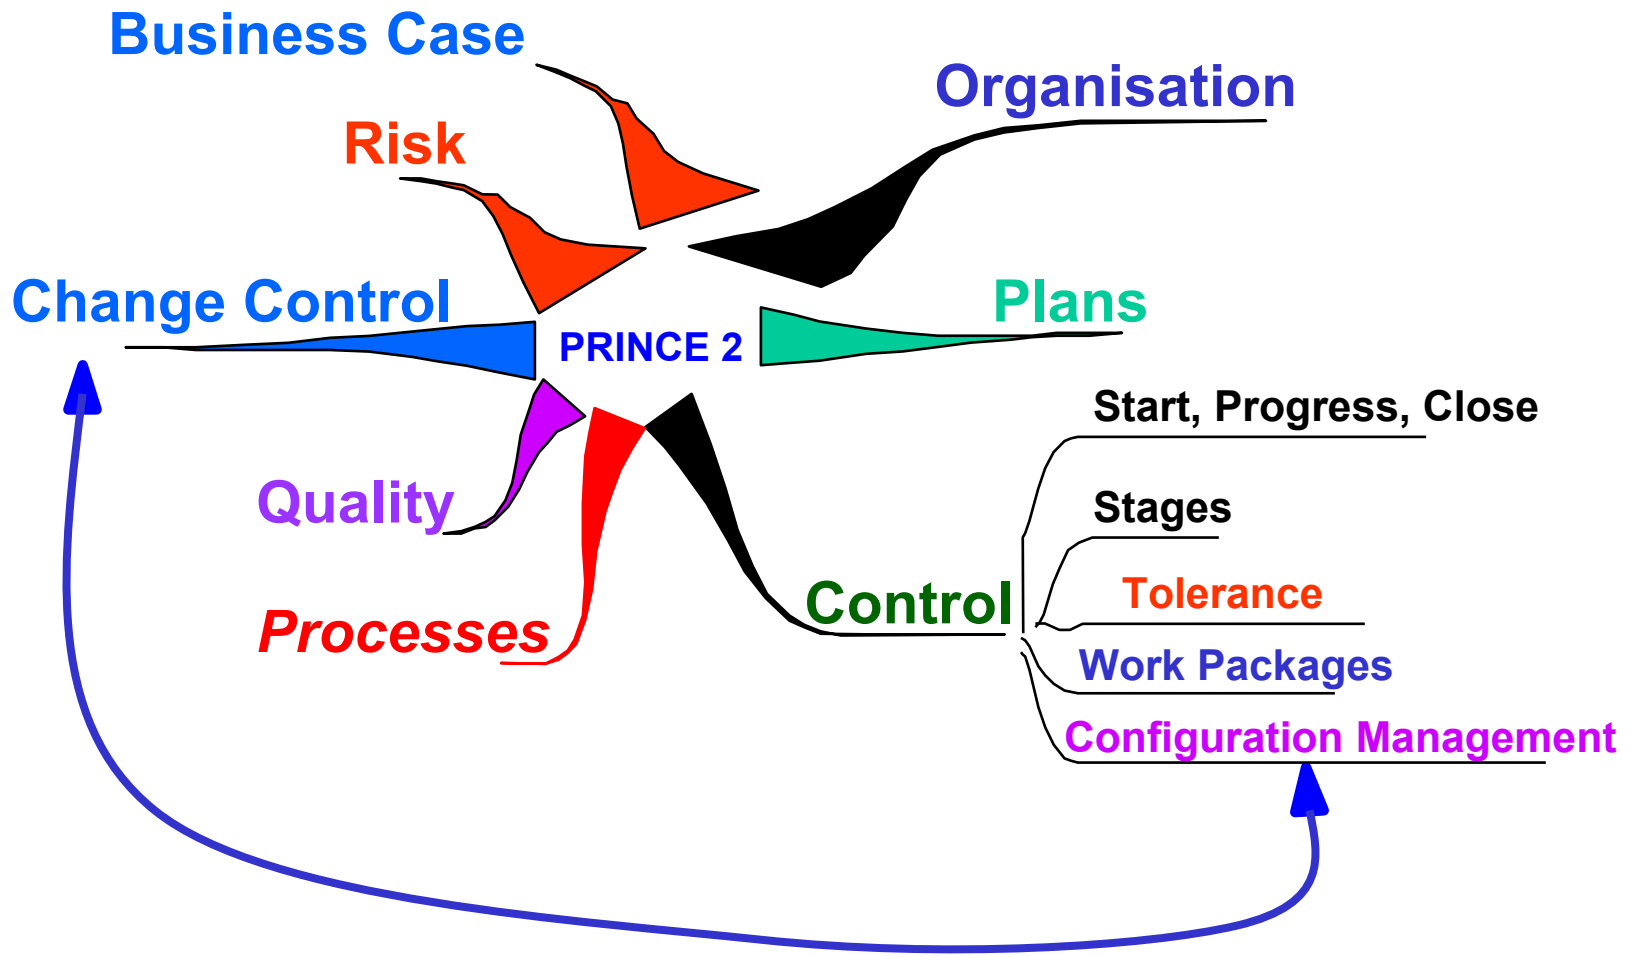 Business Case
Organisation
Risk
Change Control
Plans
PRINCE 2
Start, Progress, Close
Quality
Stages
Control
Tolerance
Processes
Work Packages
Configuration Management